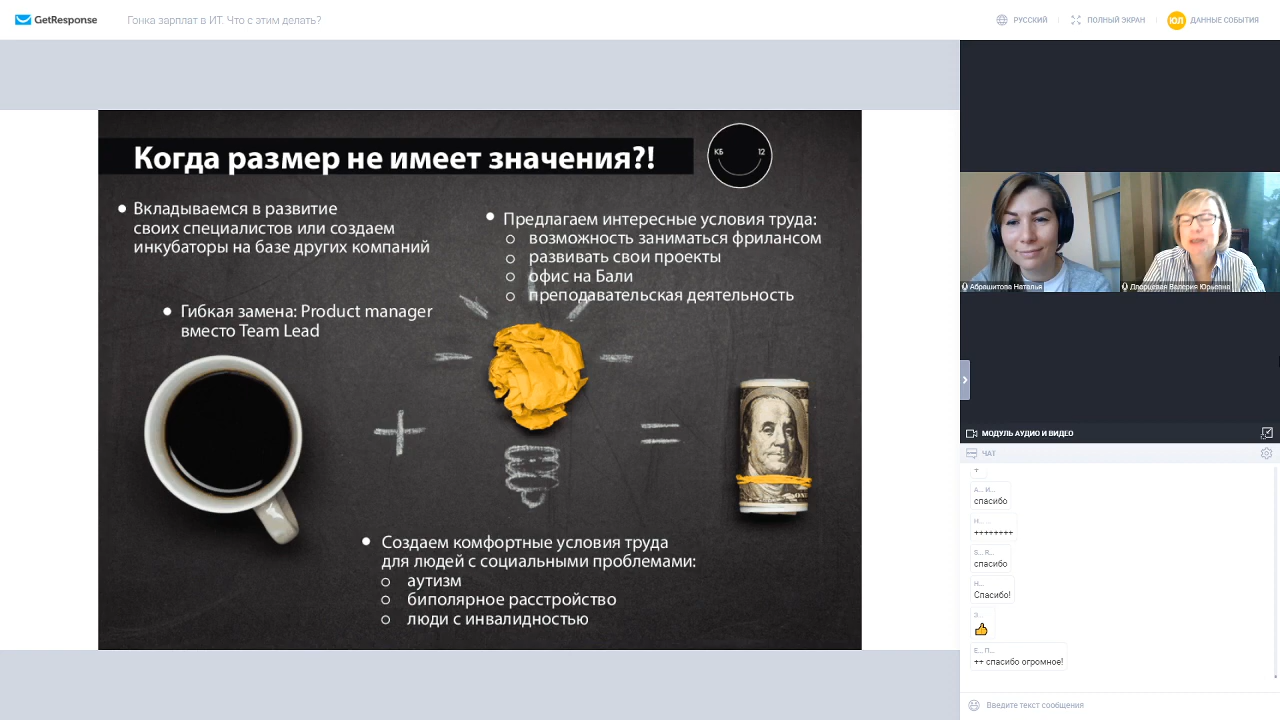 GetResponse
Гонка зарплат в ИТ. Что с этим делать?
РУССКИЙ
ПОЛНЫЙ ЭКРАН
ЮЛ
ДАННЫЕ СОБЫТИЯ
Когда размер не имеет значения?!
КБ 12
Вкладываемся в развитие
своих специалистов или создаем
инкубаторы на базе других компаний
Предлагаем интересные условия труда:
возможность заниматься фрилансом
развивать свои проекты
офис на Бали
преподавательская деятельность
Гибкая замена: Product manager
вместо Team Lead
Создаем комфортные условия труда
для людей с социальными проблемами:
аутизм
биполярное расстройство
люди с инвалидностью
Абрашитова Наталья
Дворцевая Валерия Юрьевна
МОДУЛЬ АУДИО И ВИДЕО
ЧАТ
+
А... И...
спасибо
Н... ...
++++++++
S... R...
спасибо
Н...
Спасибо!
Э...
Е... П...
++ спасибо огромное!
Введите текст сообщения